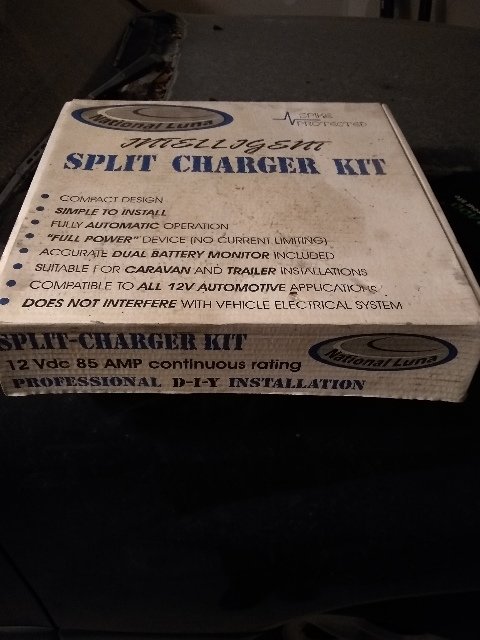 National Luna
SPIKE
PROTECTED
INTELLIGENT
SPLIT CHARGER KIT
• COMPACT DESIGN
• SIMPLE TO INSTALL
• FULLY AUTOMATIC OPERATION
• "FULL POWER" DEVICE (NO CURRENT LIMITING)
• ACCURATE DUAL BATTERY MONITOR INCLUDED
• SUITABLE FOR CARAVAN AND TRAILER INSTALLATIONS
• COMPATIBLE TO ALL 12V AUTOMOTIVE APPLICATIONS
• DOES NOT INTERFERE WITH VEHICLE ELECTRICAL SYSTEM
SPLIT-CHARGER KIT
12 Vdc 85 AMP continuous rating
National Luna
PROFESSIONAL D-I-Y INSTALLATION